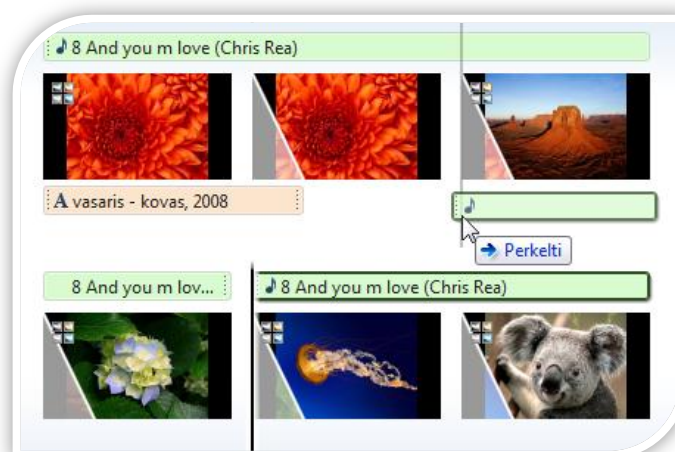 8 And you m love (Chris Rea)
A vasaris - kovas, 2008
Perkelti
8 And you m lov...
8 And you m love (Chris Rea)